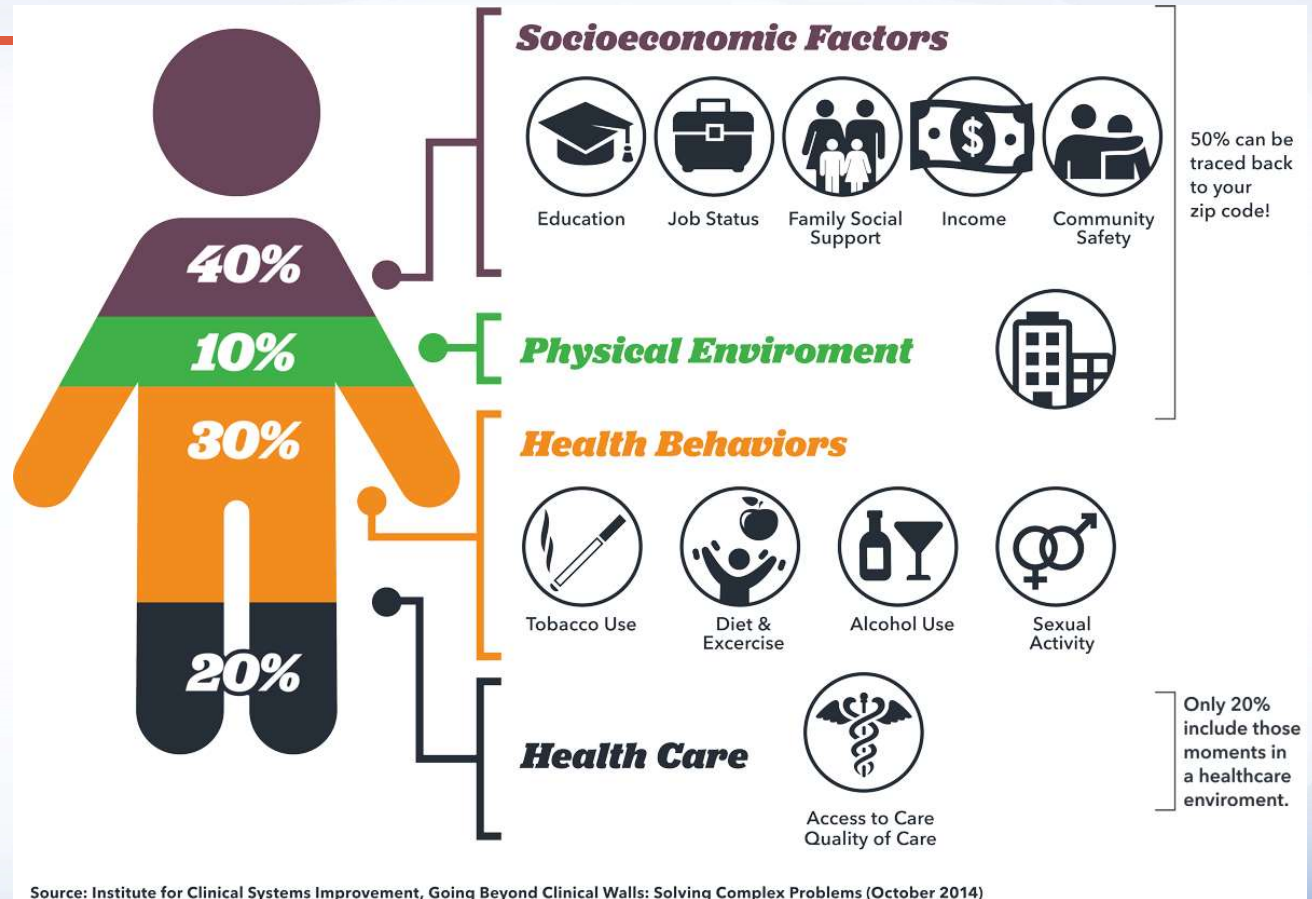 Socioeconomic Factors
Education
Job Status
Family Social
Support
Income
Community
Safety
50% can be
traced back
to your
zip code!
40%
10%
Physical Enviroment
30%
Health Behaviors
Tobacco Use
Diet &
Excercise
Alcohol Use
Sexual
Activity
20%
Health Care
Access to Care
Quality of Care
Only 20%
include those
moments in
a healthcare
enviroment.
$
Source: Institute for Clinical Systems Improvement, Going Beyond Clinical Walls: Solving Complex Problems (October 2014)